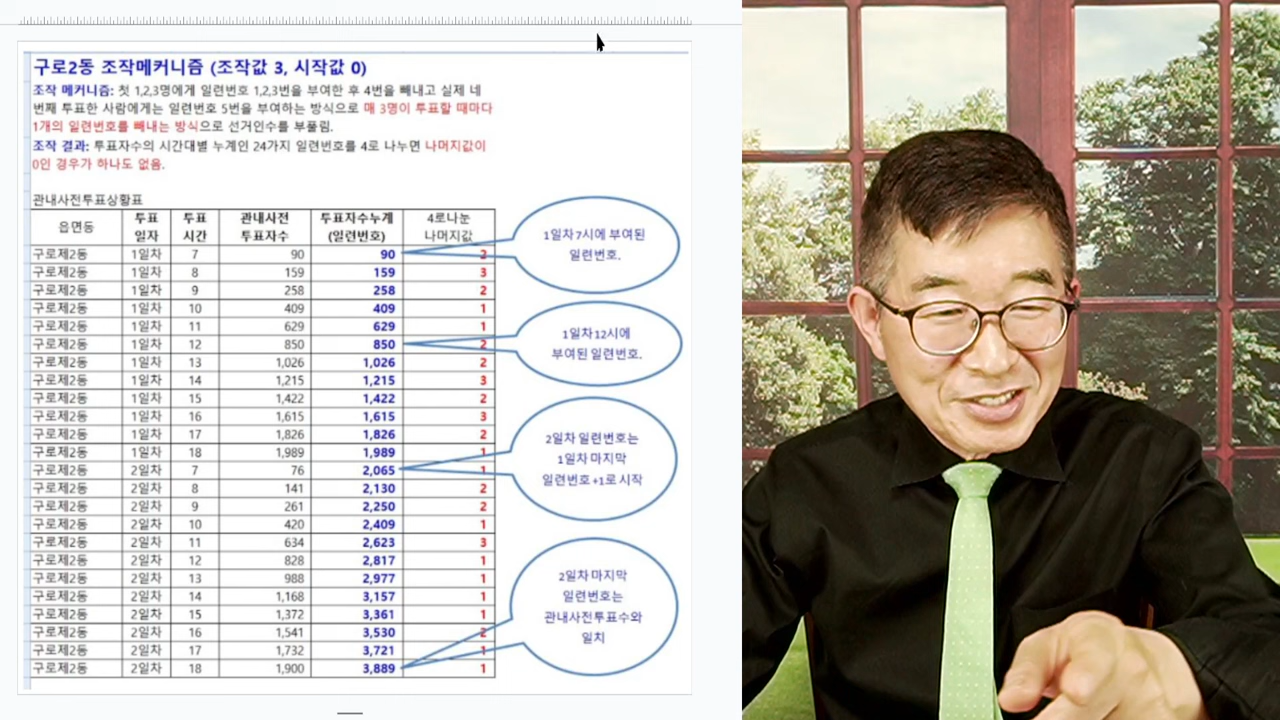 구로2동 조작메커니즘 (조작값 3, 시작값 0)
조작 메커니즘: 첫 1,2,3명에게 일련번호 1,2,3번을 부여한 후 4번을 빼내고 실제 네
번째 투표한 사람에게는 일련번호 5번을 부여하는 방식으로 매 3명이 투표할 때마다
1개의 일련번호를 빼내는 방식으로 선거인수를 부풀림.
조작 결과: 투표자수의 시간대별 누계인 24가지 일련번호를 4로 나누면 나머지값이
0인 경우가 하나도 없음.
관내사전투표상황표
읍면동 투표 일자 투표 시간 관내사전 투표자수 투표자수누계 (일련번호) 4로나눈 나머지값
구로제2동 1일차 7 90 90 2
구로제2동 1일차 8 159 159 3
구로제2동 1일차 9 258 258 2
구로제2동 1일차 10 409 409 1
구로제2동 1일차 11 629 629 1
구로제2동 1일차 12 850 850 2
구로제2동 1일차 13 1,026 1,026 2
구로제2동 1일차 14 1,215 1,215 3
구로제2동 1일차 15 1,422 1,422 2
구로제2동 1일차 16 1,615 1,615 3
구로제2동 1일차 17 1,826 1,826 2
구로제2동 1일차 18 1,989 1,989 1
구로제2동 2일차 7 76 2,065 1
구로제2동 2일차 8 141 2,130 2
구로제2동 2일차 9 261 2,250 2
구로제2동 2일차 10 420 2,409 1
구로제2동 2일차 11 634 2,623 3
구로제2동 2일차 12 828 2,817 1
구로제2동 2일차 13 988 2,977 1
구로제2동 2일차 14 1,168 3,157 1
구로제2동 2일차 15 1,372 3,361 1
구로제2동 2일차 16 1,541 3,530 2
구로제2동 2일차 17 1,732 3,721 1
구로제2동 2일차 18 1,900 3,889 1
1일차 7시에 부여된
일련번호.
1일차 12시에
부여된 일련번호.
2일차 일련번호는
1일차 마지막
일련번호+1로 시작
2일차 마지막
일련번호는
관내사전투표수와
일치